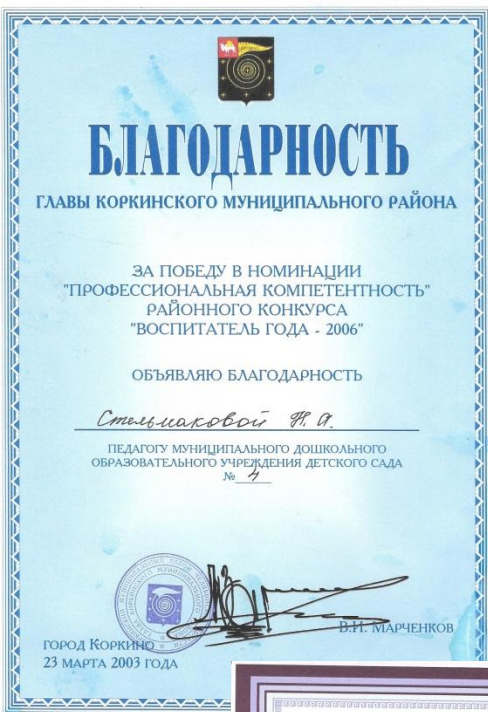 БЛАГОДАРНОСТЬ
ГЛАВЫ КОРКИНСКОГО МУНИЦИПАЛЬНОГО РАЙОНА
ЗА ПОБЕДУ В НОМИНАЦИИ
"ПРОФЕССИОНАЛЬНАЯ КОМПЕТЕНТНОСТЬ"
РАЙОННОГО КОНКУРСА
"ВОСПИТАТЕЛЬ ГОДА - 2006"
ОБЪЯВЛЯЮ БЛАГОДАРНОСТЬ
Стельмаковой Н. А.
ПЕДАГОГУ МУНИЦИПАЛЬНОГО ДОШКОЛЬНОГО
ОБРАЗОВАТЕЛЬНОГО УЧРЕЖДЕНИЯ ДЕТСКОГО САДА
№ 4
В.И. МАРЧЕНКОВ
ГОРОД КОРКИНО
23 МАРТА 2003 ГОДА